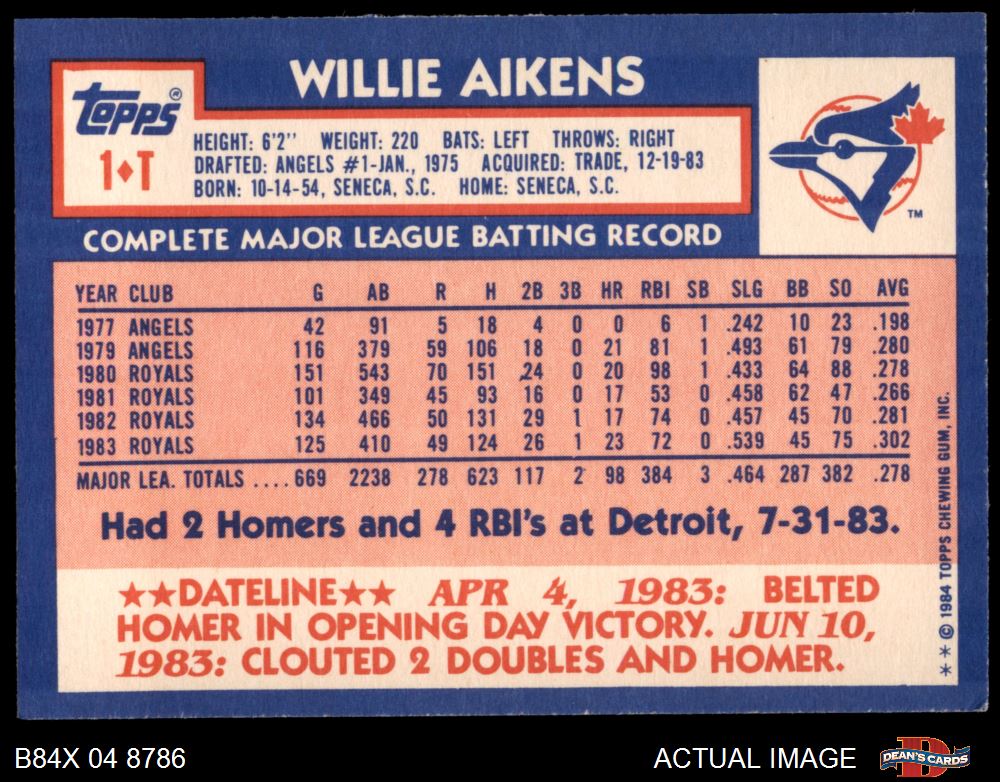 WILLIE AIKENS
TOPPS®
1♦T
HEIGHT: 6'2'' WEIGHT: 220 BATS: LEFT THROWS: RIGHT
DRAFTED: ANGELS #1-JAN., 1975 ACQUIRED: TRADE, 12-19-83
BORN: 10-14-54, SENECA, S.C. HOME: SENECA, S.C.
TM
COMPLETE MAJOR LEAGUE BATTING RECORD
YEAR CLUB G AB R H 2B 3B HR RBI SB SLG BB SO AVG
1977 ANGELS 42 91 5 18 4 0 0 6 1 .242 10 23 .198
1979 ANGELS 116 379 59 106 18 0 21 81 1 .493 61 79 .280
1980 ROYALS 151 543 70 151 24 0 20 98 1 .433 64 88 .278
1981 ROYALS 101 349 45 93 16 0 17 53 0 .458 62 47 .266
1982 ROYALS 134 466 50 131 29 1 17 74 0 .457 45 70 .281
1983 ROYALS 125 410 49 124 26 1 23 72 0 .539 45 75 .302
MAJOR LEA. TOTALS ....669 2238 278 623 117 2 98 384 3 .464 287 382 .278
Had 2 Homers and 4 RBI's at Detroit, 7-31-83.
★★DATELINE★★ APR 4, 1983: BELTED
HOMER IN OPENING DAY VICTORY. JUN 10,
1983: CLOUTED 2 DOUBLES AND HOMER.
＊＊© 1984 TOPPS CHEWING GUM, INC.
B84X 04 8786
ACTUAL IMAGE
DEAN'S CARDS